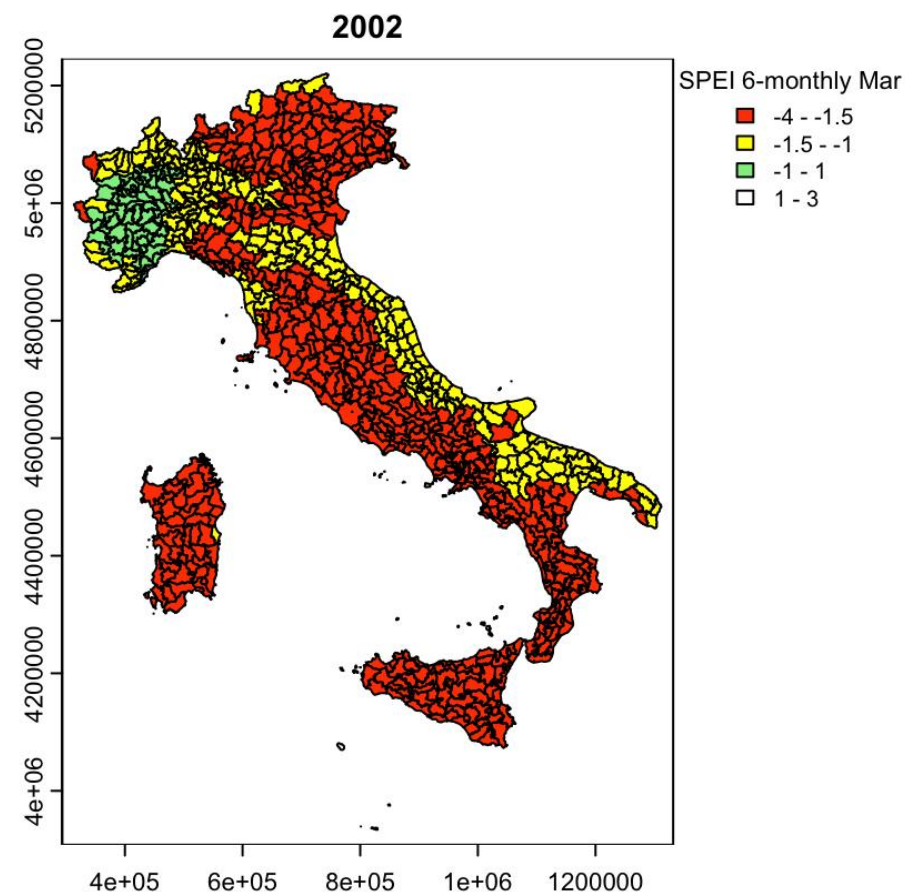 2002
SPEI 6-monthly Mar
-4 - -1.5
-1.5 - -1
-1 - 1
1 - 3
5200000
5e+06
4800000
4600000
4400000
4200000
4e+06
4e+05 6e+05 8e+05 1e+06 1200000